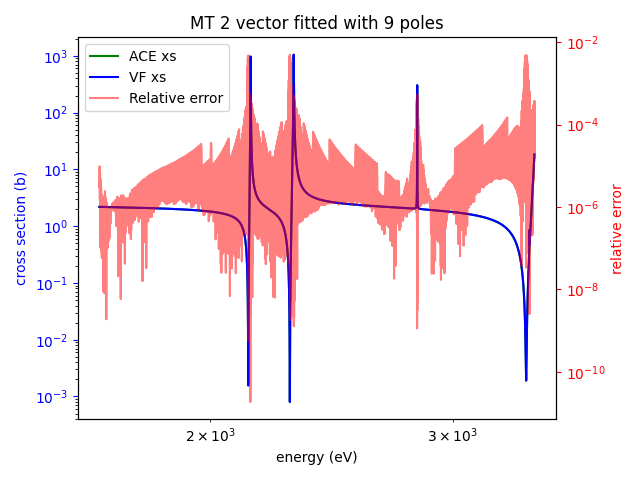 MT 2 vector fitted with 9 poles
ACE xs
VF xs
Relative error
cross section (b)
10³
10²
10¹
10⁰
10⁻¹
10⁻²
10⁻³
10⁻²
10⁻⁴
10⁻⁶
10⁻⁸
10⁻¹⁰
relative error
2 × 10³
3 × 10³
energy (eV)